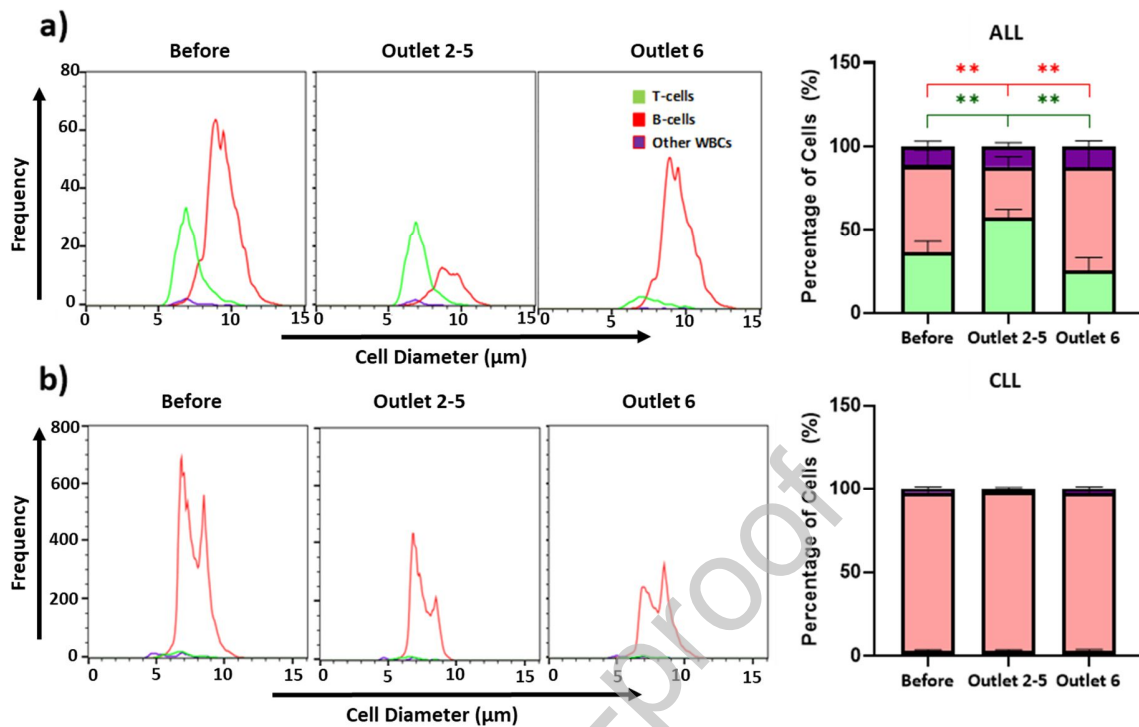 a)
Before
Outlet 2-5
Outlet 6
80
60
40
20
0
Frequency
T-cells
B-cells
Other WBCs
0 5 10 15
0 5 10 15
0 5 10 15
Cell Diameter (µm)
ALL
Percentage of Cells (%)
150
100
50
0
** **
** **
Before Outlet 2-5 Outlet 6
b)
Before
Outlet 2-5
Outlet 6
800
600
400
200
0
Frequency
0 5 10 15
0 5 10 15
0 5 10 15
Cell Diameter (µm)
CLL
Percentage of Cells (%)
150
100
50
0
Before Outlet 2-5 Outlet 6